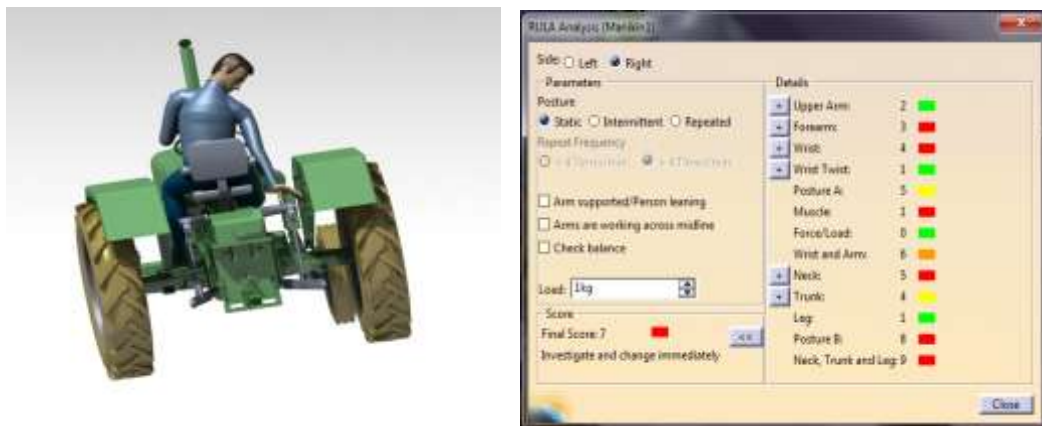 RULA Analysis (Manikin1)
Side: Left Right
Parameters
Posture
Static Intermittent Repeated
Repeat Frequency
Arm supported/Person leaning
Arms are working across midline
Check balance
Load: 1kg
Score
Final Score: 7
<<
Investigate and change immediately
Details
+ Upper Arm: 2
+ Forearm: 3
+ Wrist: 4
+ Wrist Twist: 1
Posture A: 5
Muscle: 1
Force/Load: 0
Wrist and Arm: 6
+ Neck: 5
+ Trunk: 4
Leg: 1
Posture B: 8
Neck, Trunk and Leg: 9
Close